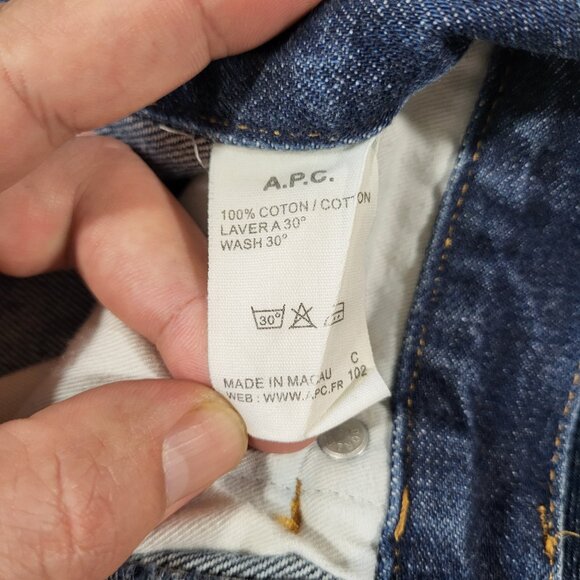 A.P.C.
100% COTON / COTTON
LAVER A 30°
WASH 30°
30°
C
MADE IN MACAU 102
WEB : WWW.APC.FR